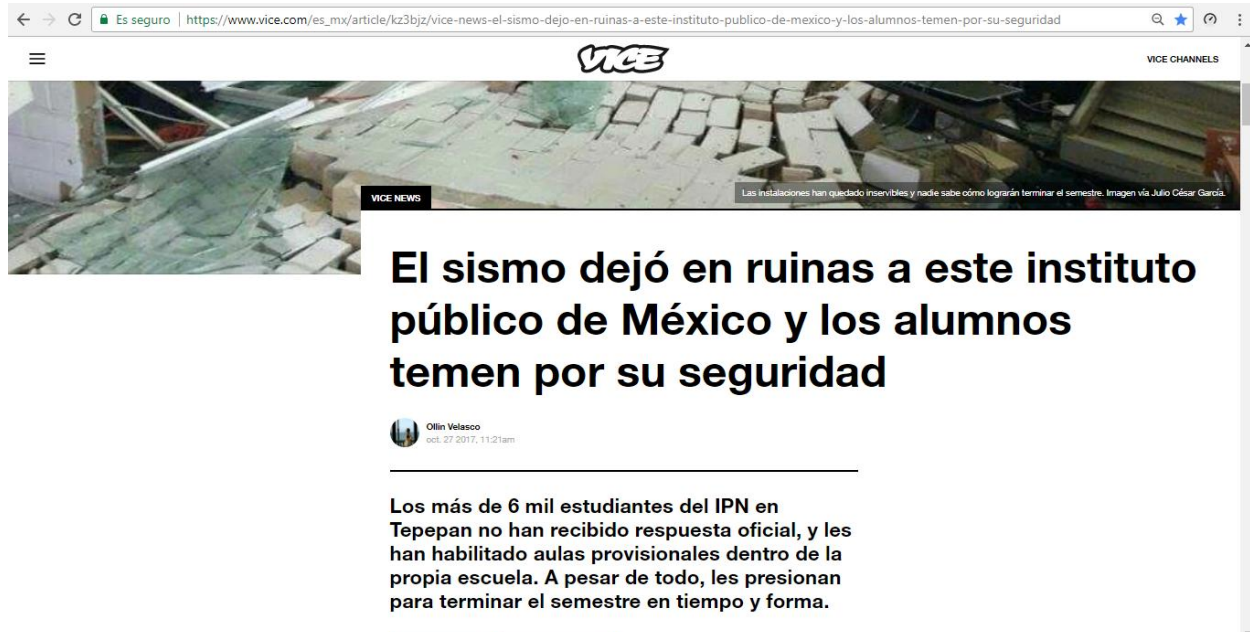 Es seguro | https://www.vice.com/es_mx/article/kz3bjz/vice-news-el-sismo-dejo-en-ruinas-a-este-instituto-publico-de-mexico-y-los-alumnos-temen-por-su-seguridad
VICE
VICE CHANNELS
VICE NEWS
Las instalaciones han quedado inservibles y nadie sabe cómo lograrán terminar el semestre. Imagen vía Julio César García.
El sismo dejó en ruinas a este instituto
público de México y los alumnos
temen por su seguridad
Ollin Velasco
oct. 27 2017, 11:21am
Los más de 6 mil estudiantes del IPN en
Tepepan no han recibido respuesta oficial, y les
han habilitado aulas provisionales dentro de la
propia escuela. A pesar de todo, les presionan
para terminar el semestre en tiempo y forma.